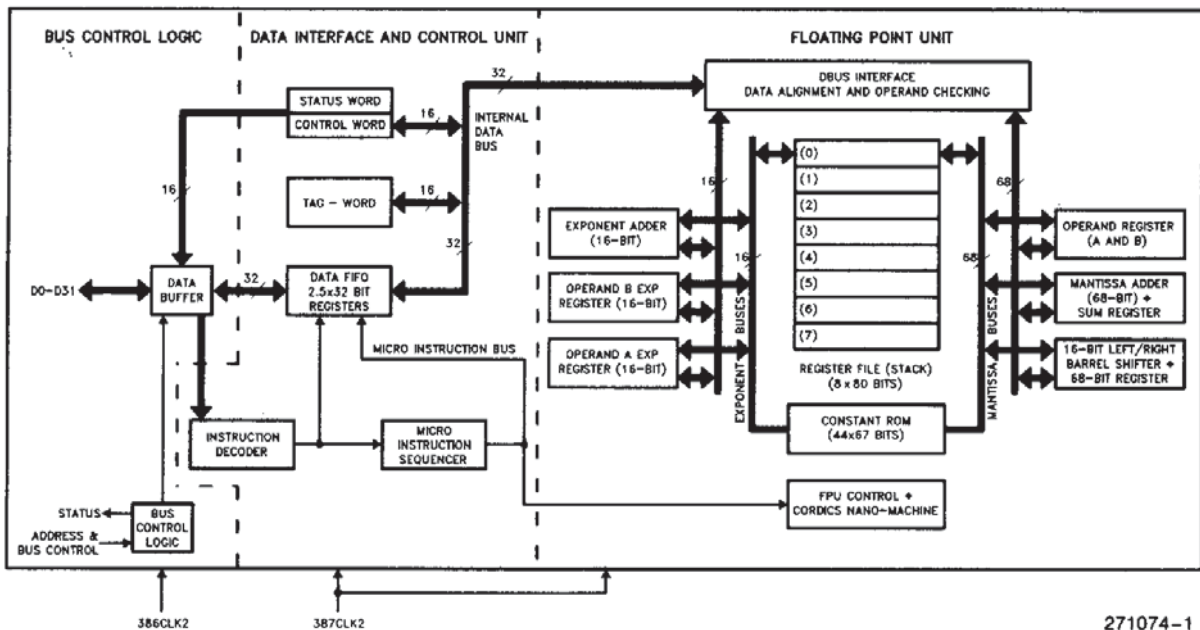 BUS CONTROL LOGIC
DATA INTERFACE AND CONTROL UNIT
FLOATING POINT UNIT
32
DBUS INTERFACE
DATA ALIGNMENT AND OPERAND CHECKING
STATUS WORD
CONTROL WORD
16
INTERNAL
DATA
BUS
16
TAG - WORD
16
32
16
68
(0)
(1)
(2)
(3)
(4)
(5)
(6)
(7)
EXPONENT ADDER
(16-BIT)
OPERAND B EXP
REGISTER (16-BIT)
OPERAND A EXP
REGISTER (16-BIT)
16
EXPONENT BUSES
68
MANTISSA BUSES
OPERAND REGISTER
(A AND B)
MANTISSA ADDER
(68-BIT) +
SUM REGISTER
16-BIT LEFT/RIGHT
BARREL SHIFTER +
68-BIT REGISTER
REGISTER FILE (STACK)
(8 x 80 BITS)
CONSTANT ROM
(44x67 BITS)
D0-D31
DATA
BUFFER
32
DATA FIFO
2.5x32 BIT
REGISTERS
MICRO INSTRUCTION BUS
INSTRUCTION
DECODER
MICRO
INSTRUCTION
SEQUENCER
FPU CONTROL +
CORDICS NANO-MACHINE
STATUS
ADDRESS &
BUS CONTROL
BUS
CONTROL
LOGIC
386CLK2
387CLK2
271074-1